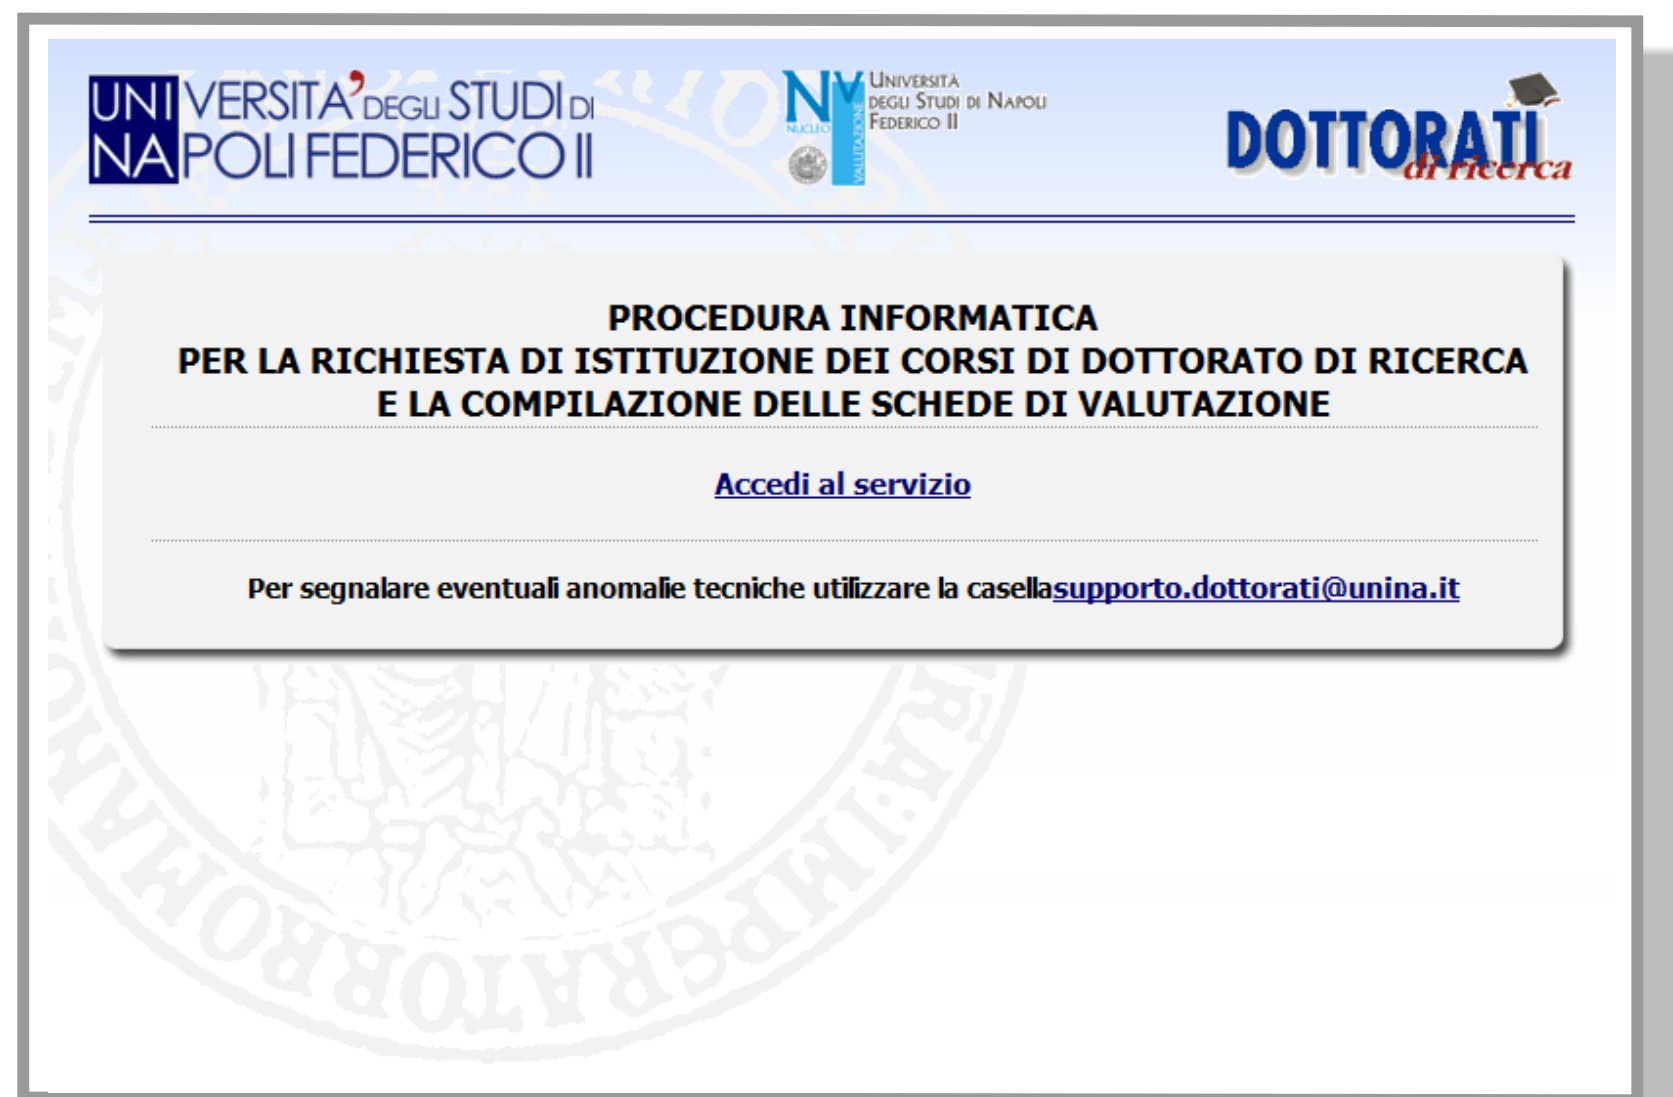 UNIVERSITA' DEGLI STUDI DI
NAPOLI FEDERICO II
NV
NUCLEO
VALUTAZIONE
UNIVERSITÀ
DEGLI STUDI DI NAPOLI
FEDERICO II
DOTTORATI
di ricerca
PROCEDURA INFORMATICA
PER LA RICHIESTA DI ISTITUZIONE DEI CORSI DI DOTTORATO DI RICERCA
E LA COMPILAZIONE DELLE SCHEDE DI VALUTAZIONE
Accedi al servizio
Per segnalare eventuali anomalie tecniche utilizzare la casellasupporto.dottorati@unina.it